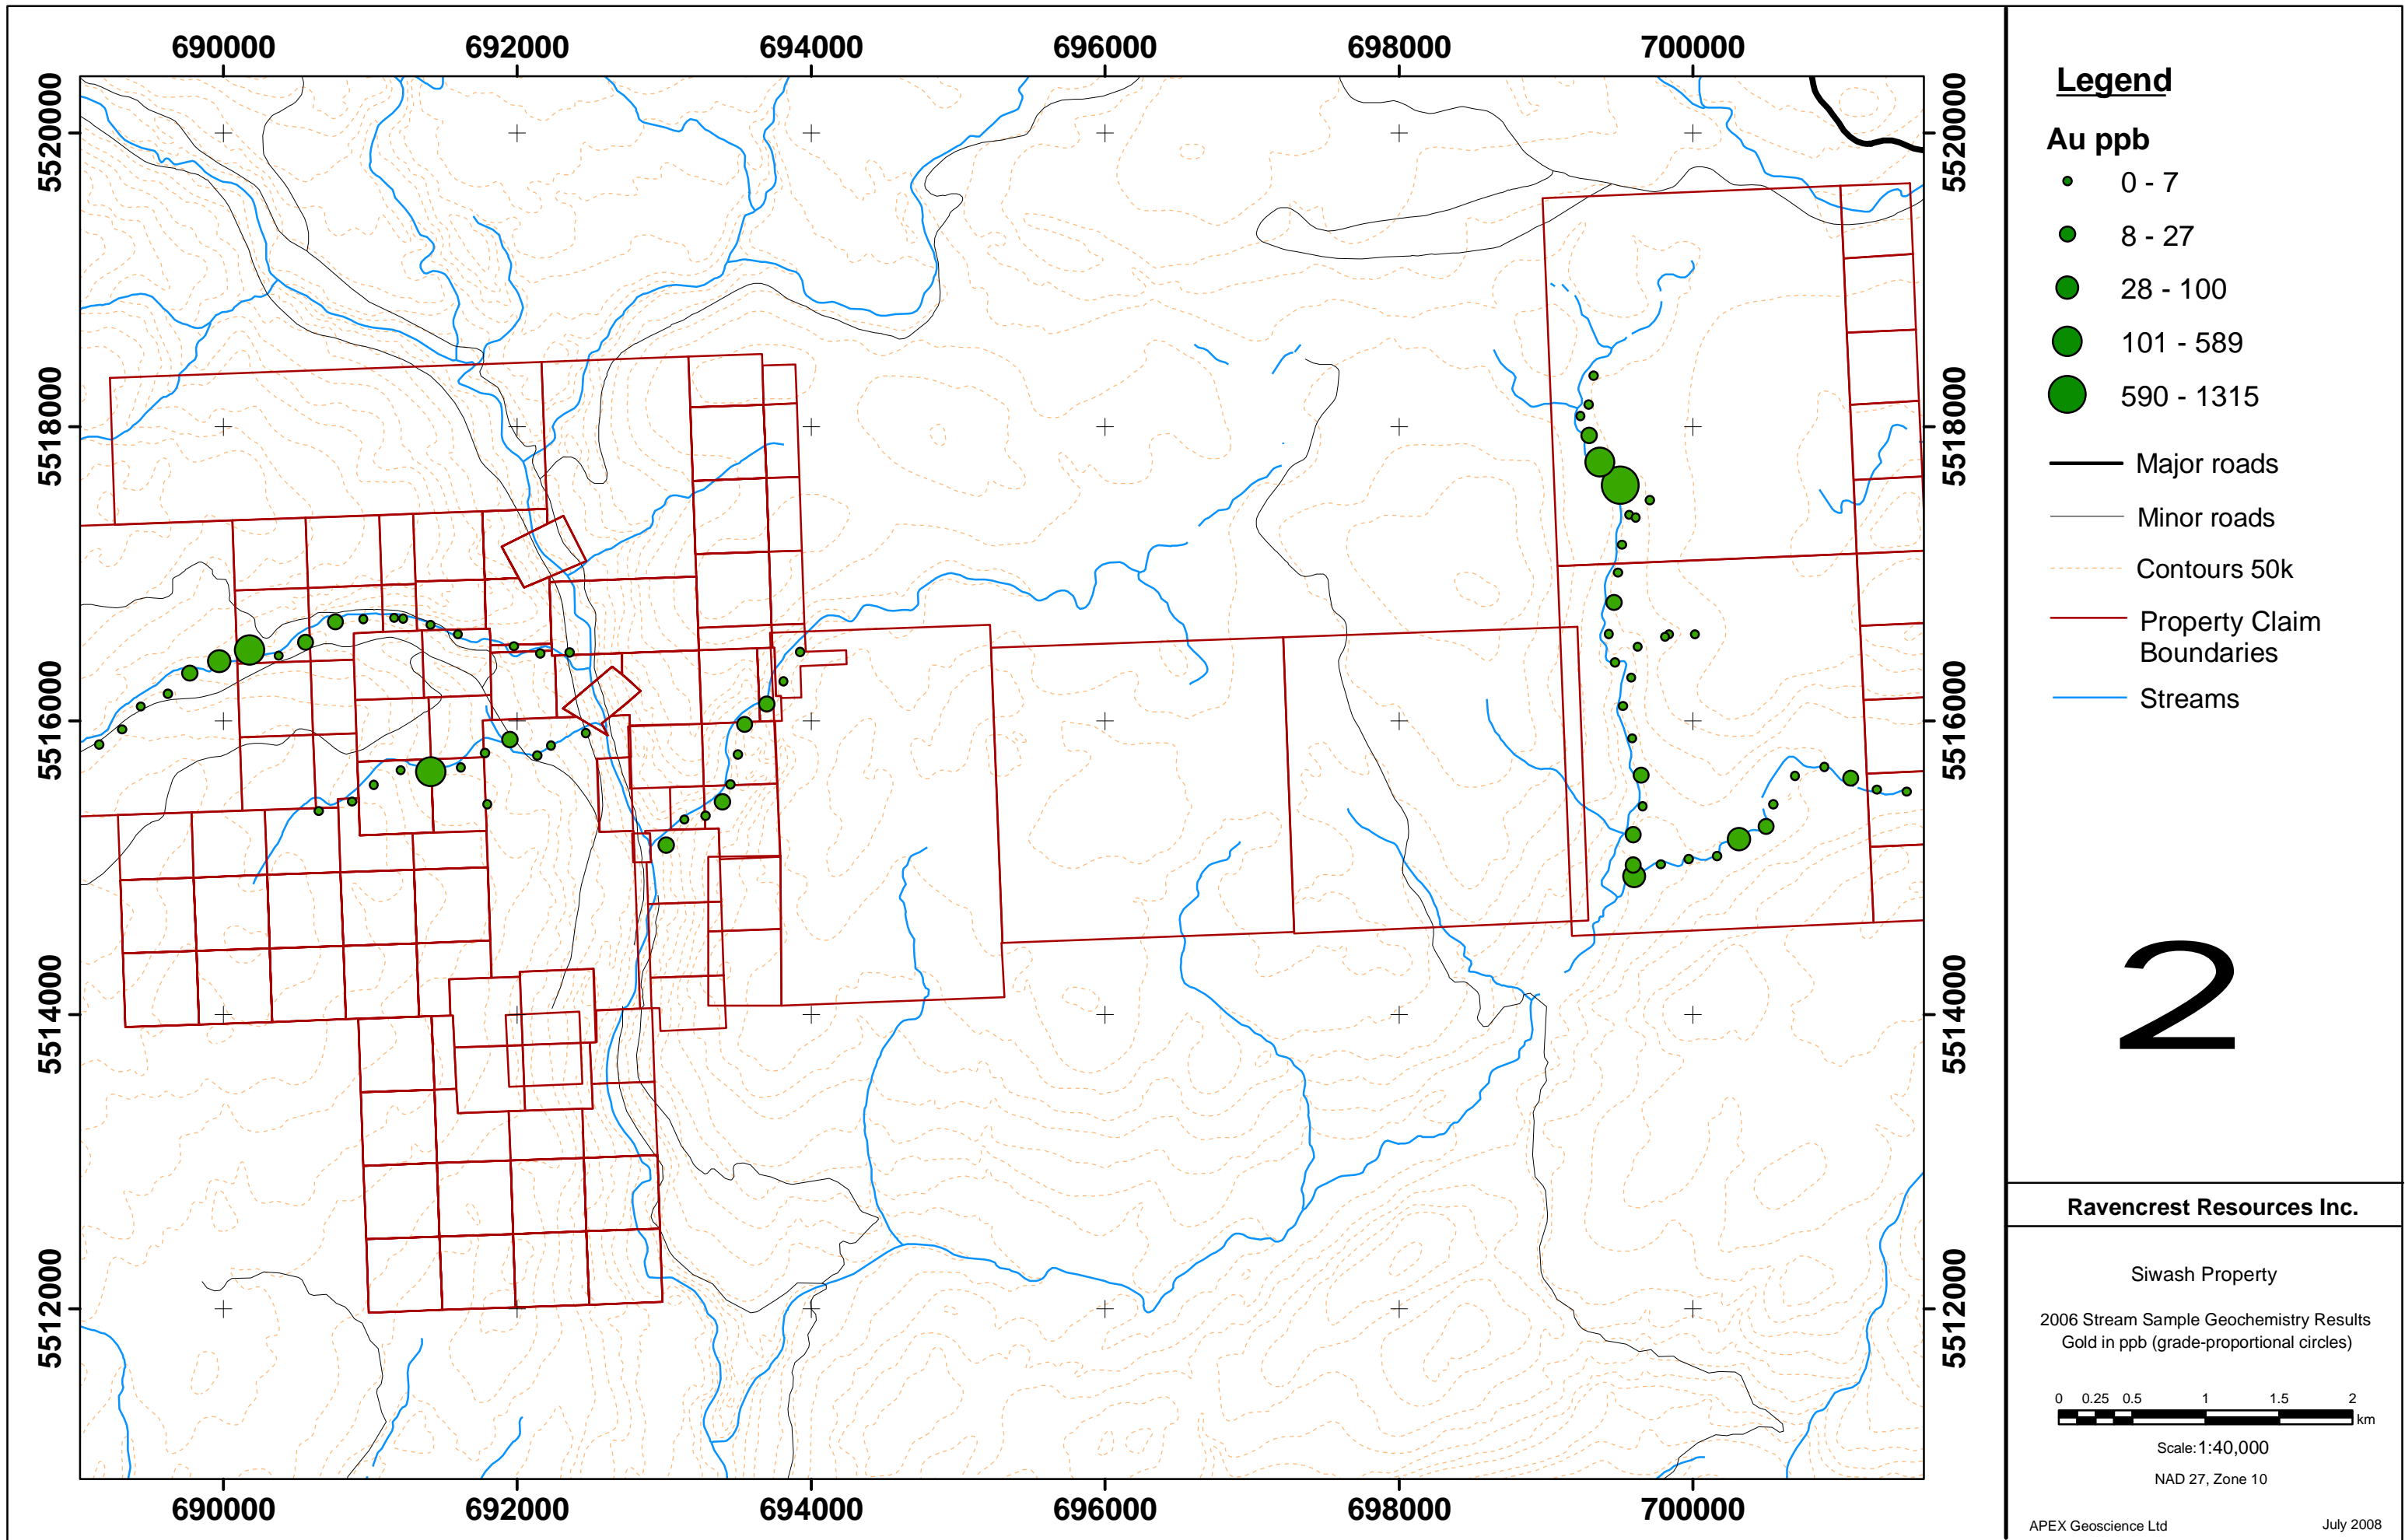 690000
692000
694000
696000
698000
700000
5520000
5518000
5516000
5514000
5512000
5520000
5518000
5516000
5514000
5512000
690000
692000
694000
696000
698000
700000
Legend
Au ppb
0 - 7
8 - 27
28 - 100
101 - 589
590 - 1315
Major roads
Minor roads
Contours 50k
Property Claim
Boundaries
Streams
2
Ravencrest Resources Inc.
Siwash Property
2006 Stream Sample Geochemistry Results
Gold in ppb (grade-proportional circles)
0 0.25 0.5 1 1.5 2
km
Scale: 1:40,000
NAD 27, Zone 10
APEX Geoscience Ltd July 2008